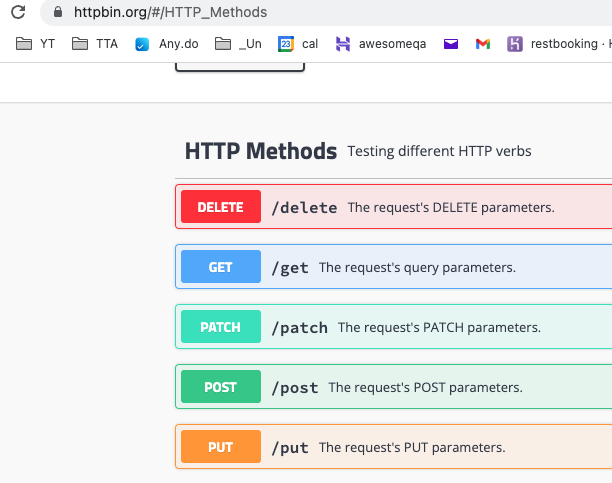 httpbin.org/#/HTTP_Methods
YT TTA Any.do _Un 23 cal awesomeqa restbooking ·
HTTP Methods Testing different HTTP verbs
DELETE /delete The request's DELETE parameters.
GET /get The request's query parameters.
PATCH /patch The request's PATCH parameters.
POST /post The request's POST parameters.
PUT /put The request's PUT parameters.